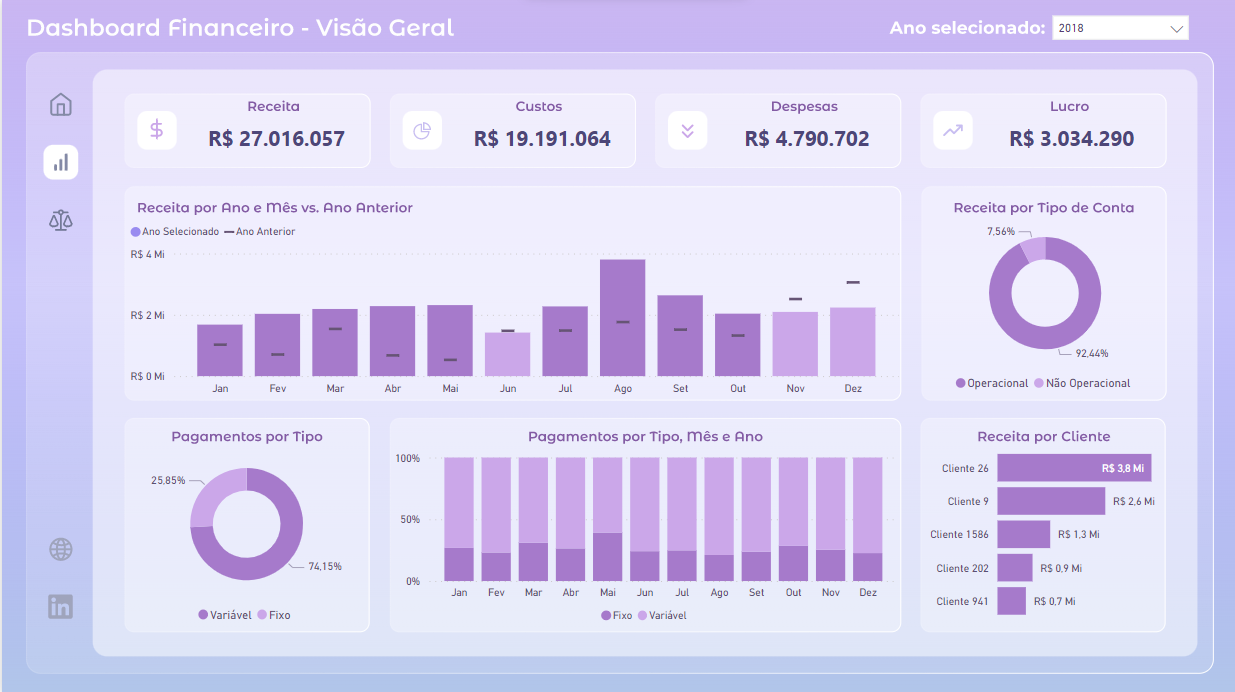 Dashboard Financeiro - Visão Geral
Ano selecionado: 2018
Receita
R$ 27.016.057
Custos
R$ 19.191.064
Despesas
R$ 4.790.702
Lucro
R$ 3.034.290
Receita por Ano e Mês vs. Ano Anterior
Ano Selecionado Ano Anterior
R$ 4 Mi
R$ 2 Mi
R$ 0 Mi
Jan Fev Mar Abr Mai Jun Jul Ago Set Out Nov Dez
Receita por Tipo de Conta
7,56%
92,44%
Operacional Não Operacional
Pagamentos por Tipo
25,85%
74,15%
Variável Fixo
Pagamentos por Tipo, Mês e Ano
100%
50%
0%
Jan Fev Mar Abr Mai Jun Jul Ago Set Out Nov Dez
Fixo Variável
Receita por Cliente
Cliente 26 R$ 3,8 Mi
Cliente 9 R$ 2,6 Mi
Cliente 1586 R$ 1,3 Mi
Cliente 202 R$ 0,9 Mi
Cliente 941 R$ 0,7 Mi
in